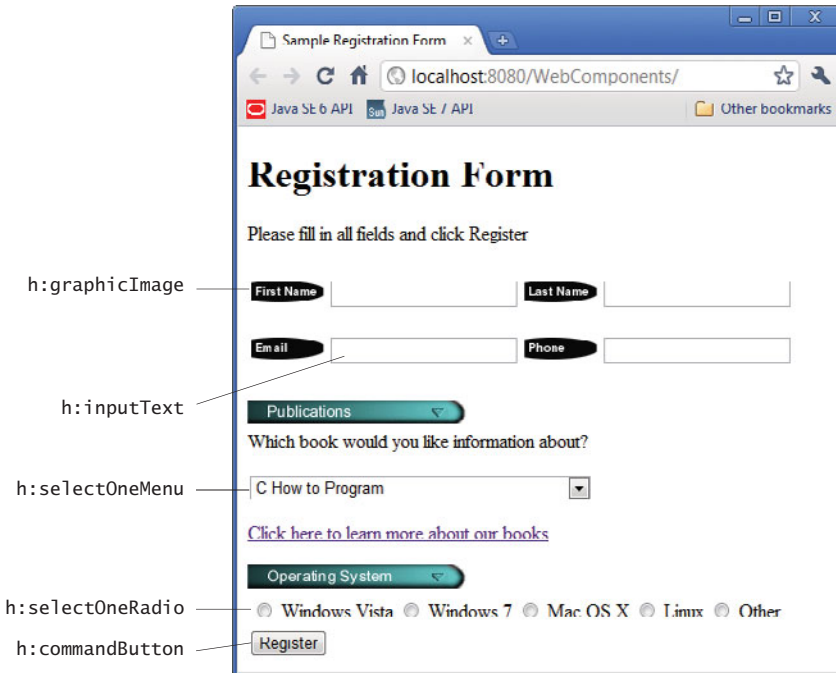 Sample Registration Form
localhost:8080/WebComponents/
Java SE 6 API Sun Java SE 7 API Other bookmarks
Registration Form
Please fill in all fields and click Register
h:graphicImage First Name Last Name
Email Phone
h:inputText
Publications
Which book would you like information about?
h:selectOneMenu C How to Program
Click here to learn more about our books
Operating System
h:selectOneRadio Windows Vista Windows 7 Mac OS X Linux Other
h:commandButton Register